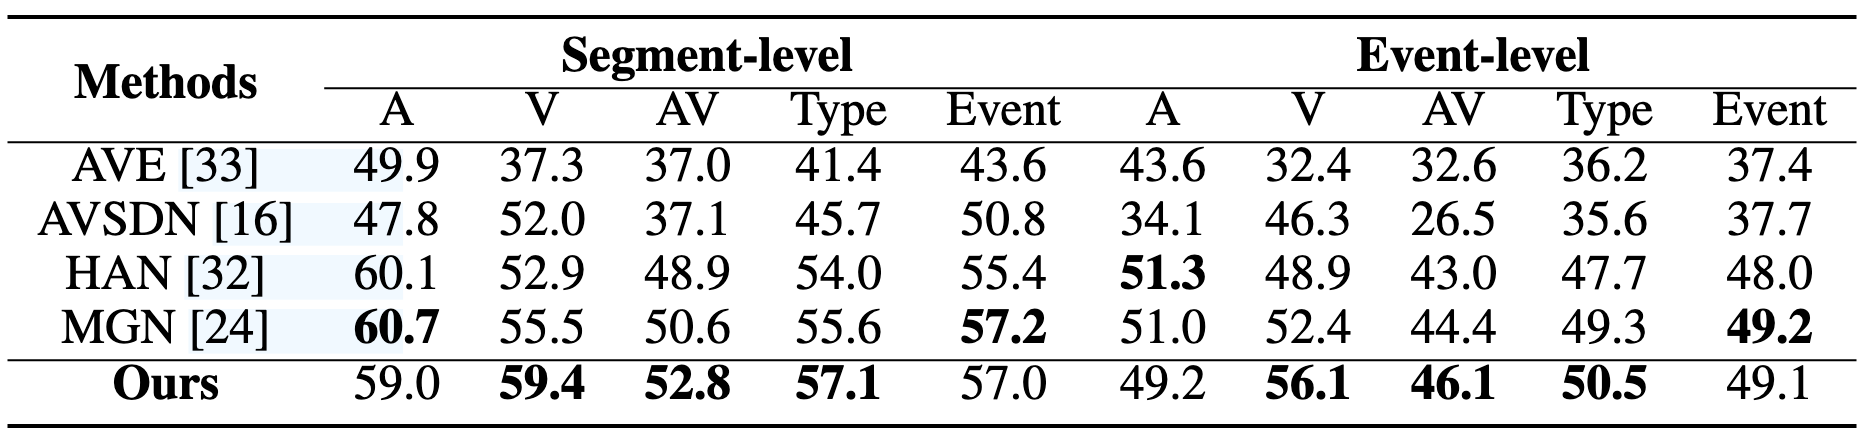 Methods Segment-level Event-level
A V AV Type Event A V AV Type Event
AVE [33] 49.9 37.3 37.0 41.4 43.6 43.6 32.4 32.6 36.2 37.4
AVSDN [16] 47.8 52.0 37.1 45.7 50.8 34.1 46.3 26.5 35.6 37.7
HAN [32] 60.1 52.9 48.9 54.0 55.4 51.3 48.9 43.0 47.7 48.0
MGN [24] 60.7 55.5 50.6 55.6 57.2 51.0 52.4 44.4 49.3 49.2
Ours 59.0 59.4 52.8 57.1 57.0 49.2 56.1 46.1 50.5 49.1